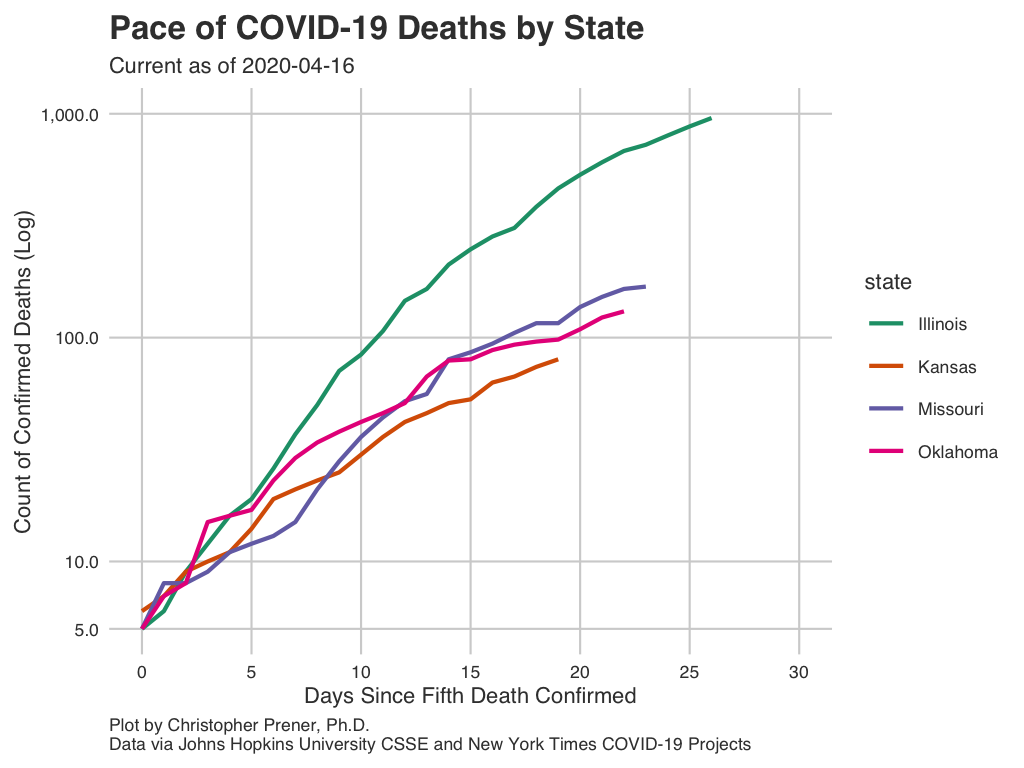 Pace of COVID-19 Deaths by State
Current as of 2020-04-16
Count of Confirmed Deaths (Log)
1,000.0
100.0
10.0
5.0
0 5 10 15 20 25 30
Days Since Fifth Death Confirmed
state
Illinois
Kansas
Missouri
Oklahoma
Plot by Christopher Prener, Ph.D.
Data via Johns Hopkins University CSSE and New York Times COVID-19 Projects